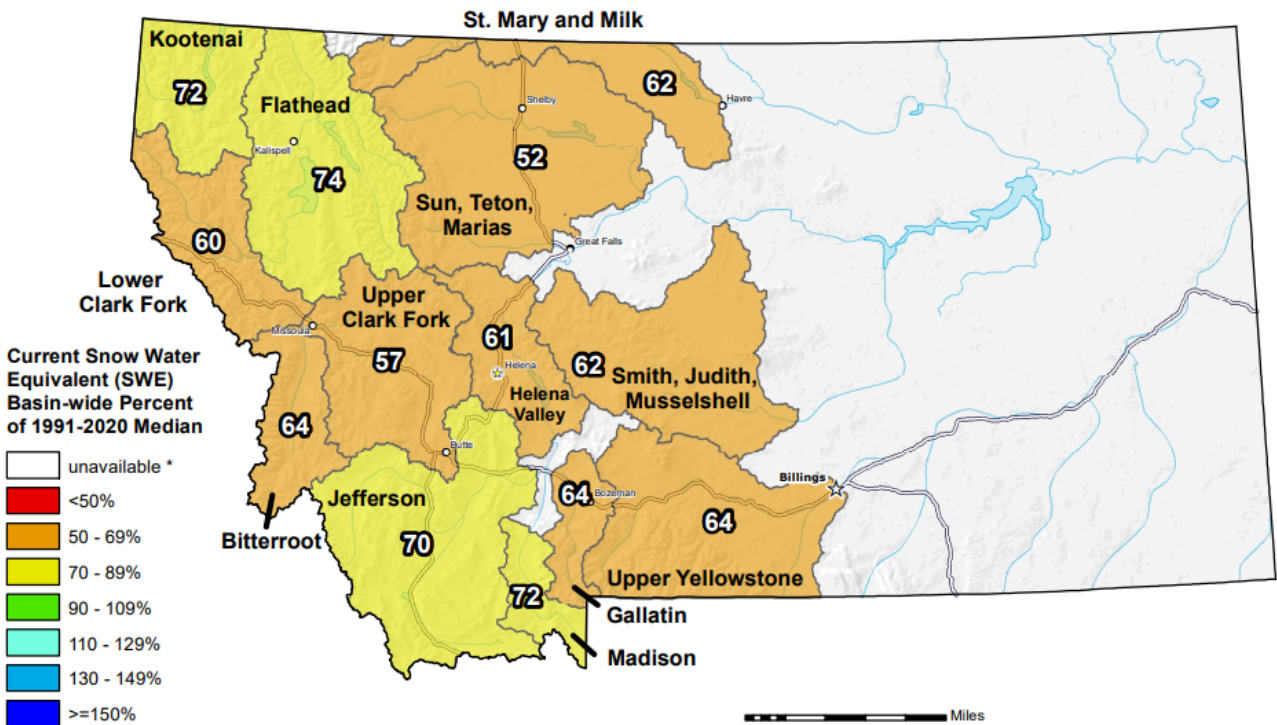 St. Mary and Milk
Kootenai
72
Flathead
Kalispell
74
62
Havre
Shelby
52
Sun, Teton,
Marias
Great Falls
60
Lower
Clark Fork
Upper
Clark Fork
Missoula
57
61
Helena
Helena
Valley
62
Smith, Judith,
Musselshell
Current Snow Water
Equivalent (SWE)
Basin-wide Percent
of 1991-2020 Median
unavailable *
<50%
50 - 69%
70 - 89%
90 - 109%
110 - 129%
130 - 149%
>=150%
64
Bitterroot
Butte
Jefferson
70
64
Bozeman
Billings
64
Upper Yellowstone
72
Gallatin
Madison
Miles